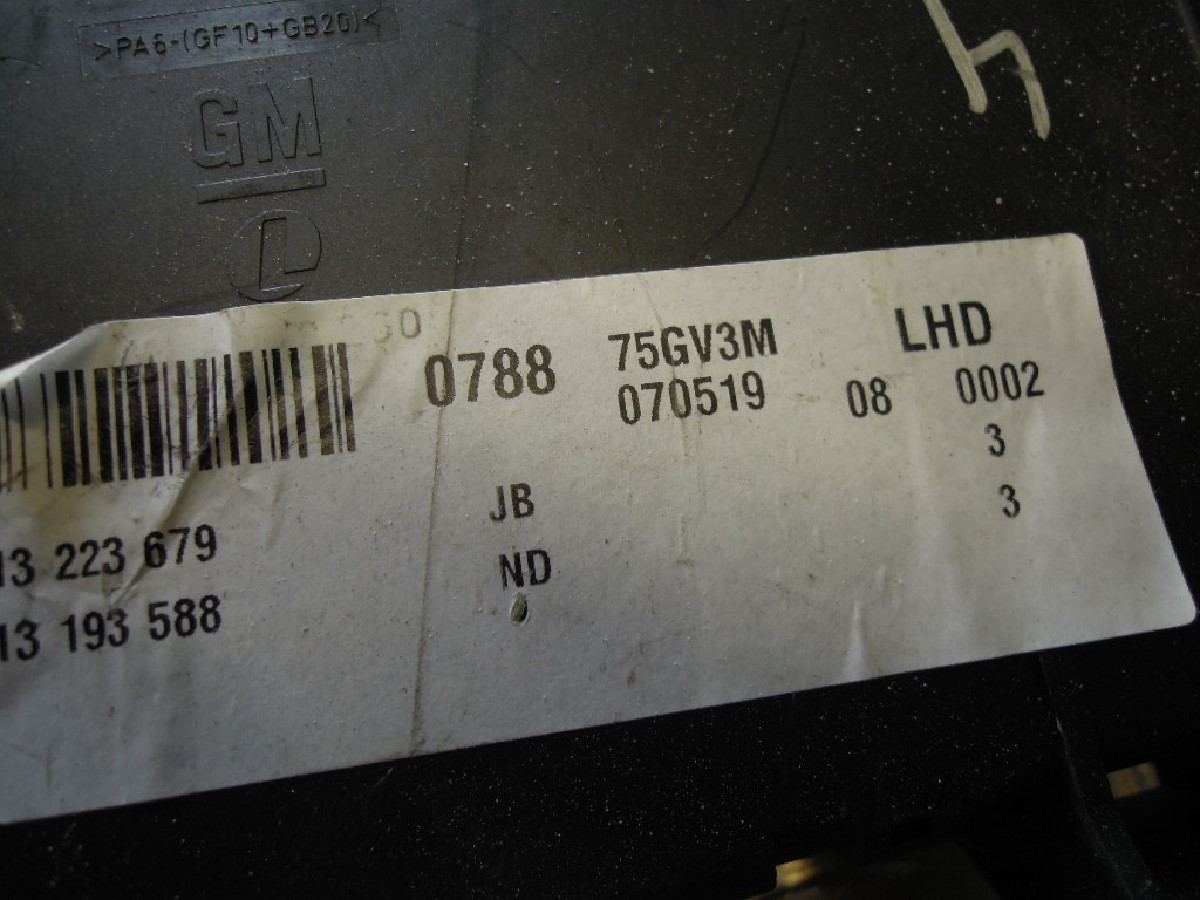 >PA6-(GF10+GB20)<
GM
L
0788 75GV3M LHD
070519 08 0002
3
JB 3
ND
13 223 679
13 193 588